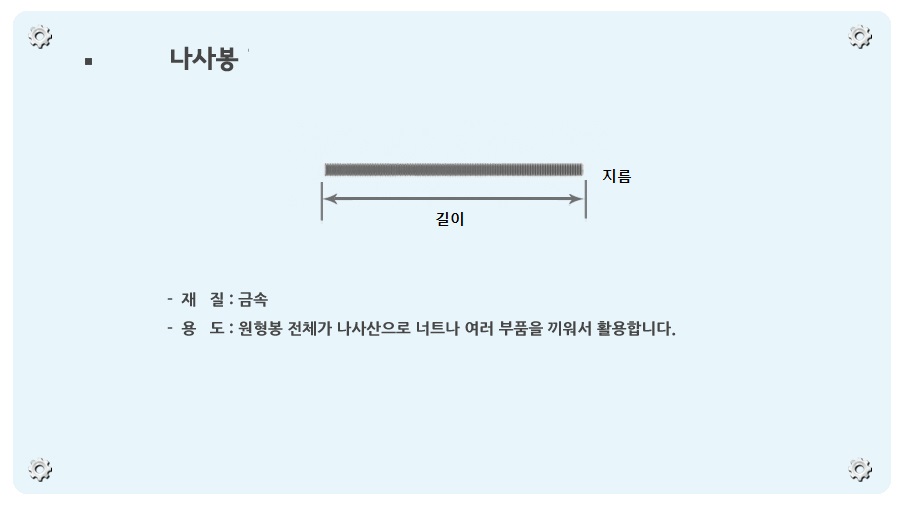 ▪ 나사봉
지름
길이
- 재 질 : 금속
- 용 도 : 원형봉 전체가 나사산으로 너트나 여러 부품을 끼워서 활용합니다.